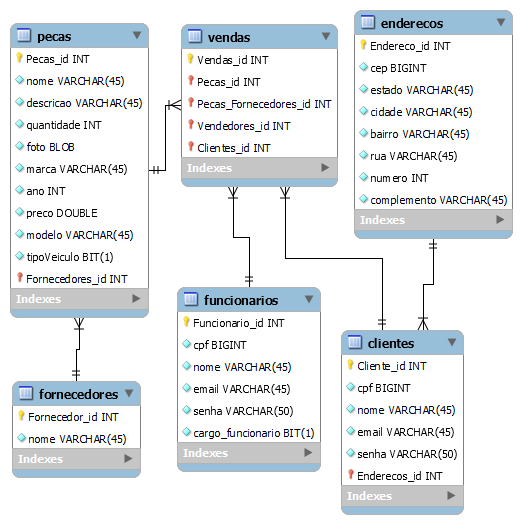 pecas
Pecas_id INT
nome VARCHAR(45)
descricao VARCHAR(45)
quantidade INT
foto BLOB
marca VARCHAR(45)
ano INT
preco DOUBLE
modelo VARCHAR(45)
tipoVeiculo BIT(1)
Fornecedores_id INT
Indexes
vendas
Vendas_id INT
Pecas_id INT
Pecas_Fornecedores_id INT
Vendedores_id INT
Clientes_id INT
Indexes
enderecos
Endereco_id INT
cep BIGINT
estado VARCHAR(45)
cidade VARCHAR(45)
bairro VARCHAR(45)
rua VARCHAR(45)
numero INT
complemento VARCHAR(45)
Indexes
fornecedores
Fornecedor_id INT
nome VARCHAR(45)
Indexes
funcionarios
Funcionario_id INT
cpf BIGINT
nome VARCHAR(45)
email VARCHAR(45)
senha VARCHAR(50)
cargo_funcionario BIT(1)
Indexes
clientes
Cliente_id INT
cpf BIGINT
nome VARCHAR(45)
email VARCHAR(45)
senha VARCHAR(50)
Enderecos_id INT
Indexes